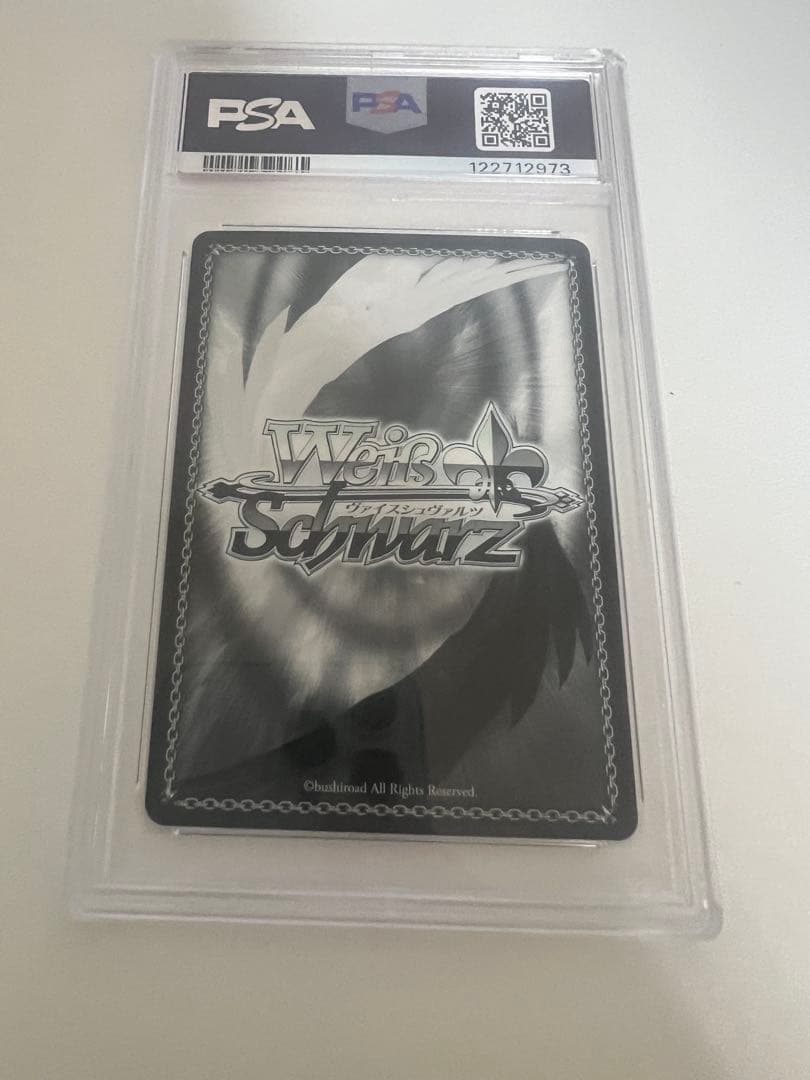 PSA
PSA
122712973
Weiß
ヴァイスシュヴァルツ
Schwarz
©bushiroad All Rights Reserved.